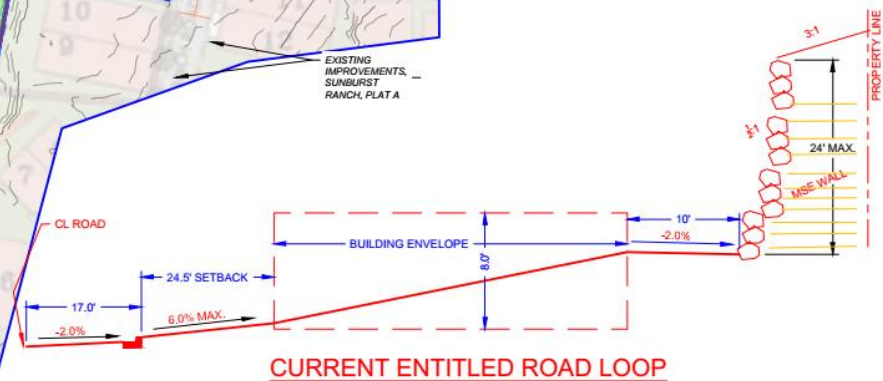 10
9
11
12
7
6
EXISTING
IMPROVEMENTS,
SUNBURST
RANCH, PLAT A
3:1
PROPERTY LINE
24' MAX.
MSE WALL
CL ROAD
10'
-2.0%
BUILDING ENVELOPE
8.0'
24.5' SETBACK
17.0'
-2.0%
6.0% MAX.
CURRENT ENTITLED ROAD LOOP